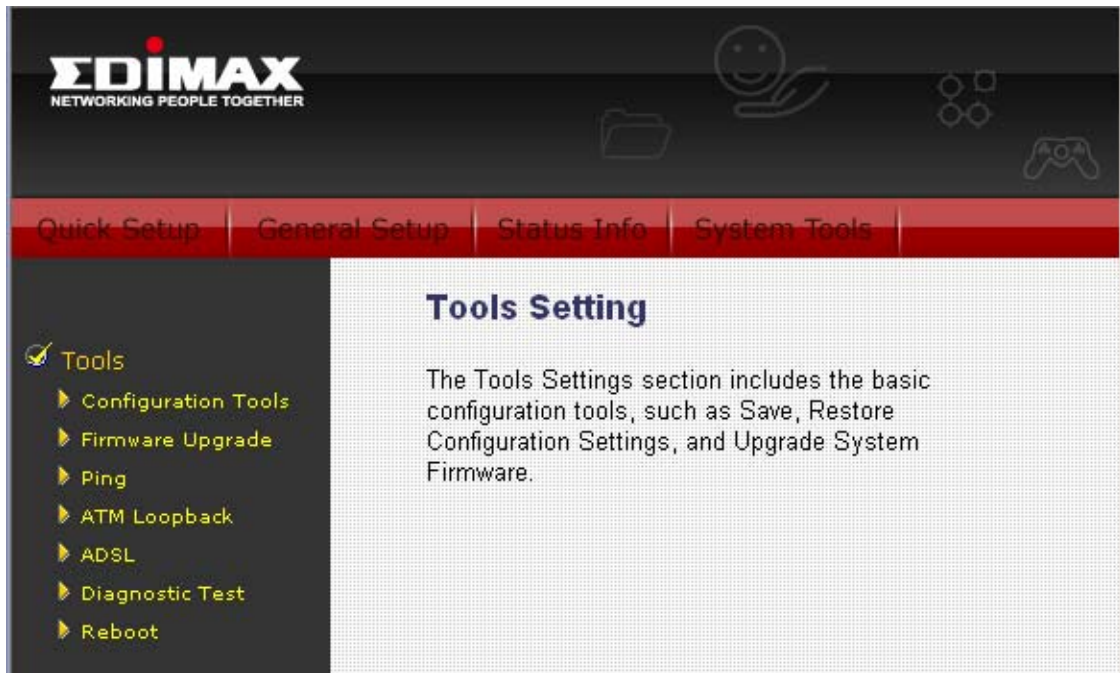 EDiMAX
NETWORKING PEOPLE TOGETHER
Quick Setup
General Setup
Status Info
System Tools
Tools
Configuration Tools
Firmware Upgrade
Ping
ATM Loopback
ADSL
Diagnostic Test
Reboot
Tools Setting
The Tools Settings section includes the basic
configuration tools, such as Save, Restore
Configuration Settings, and Upgrade System
Firmware.